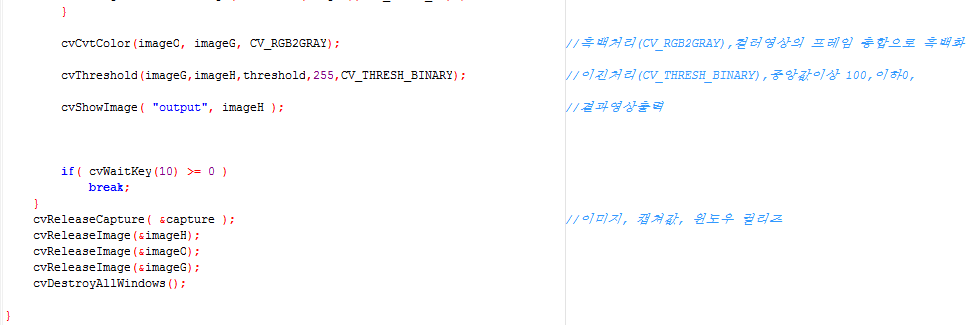 }
cvCvtColor(imageO, imageG, CV_RGB2GRAY); //흑백처리(CV_RGB2GRAY),컬러영상의 프레임 총합으로 흑백화
cvThreshold(imageG,imageH,threshold,255,CV_THRESH_BINARY); //이진처리(CV_THRESH_BINARY),중앙값이상 100,이하0,
cvShowImage( "output", imageH ); //결과영상출력
if( cvWaitKey(10) >= 0 )
break;
}
cvReleaseCapture( &capture ); //이미지, 캡쳐값, 윈도우 릴리즈
cvReleaseImage(&imageH);
cvReleaseImage(&imageO);
cvReleaseImage(&imageG);
cvDestroyAllWindows();
}